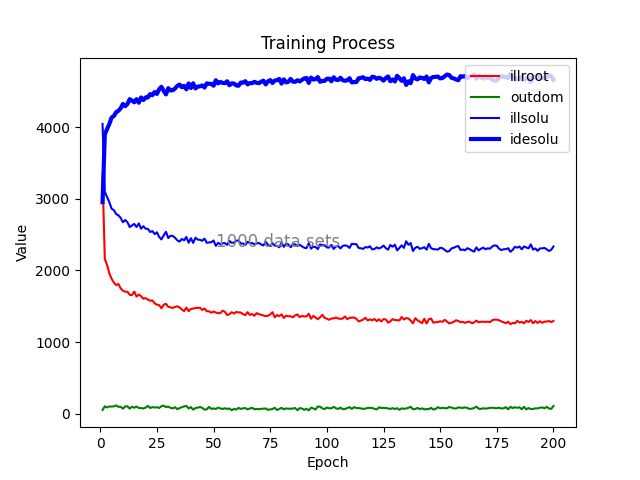 Training Process
illroot
outdom
illsolu
idesolu
4000
3000
2000
1000
0
Value
1900 data sets
0 25 50 75 100 125 150 175 200
Epoch